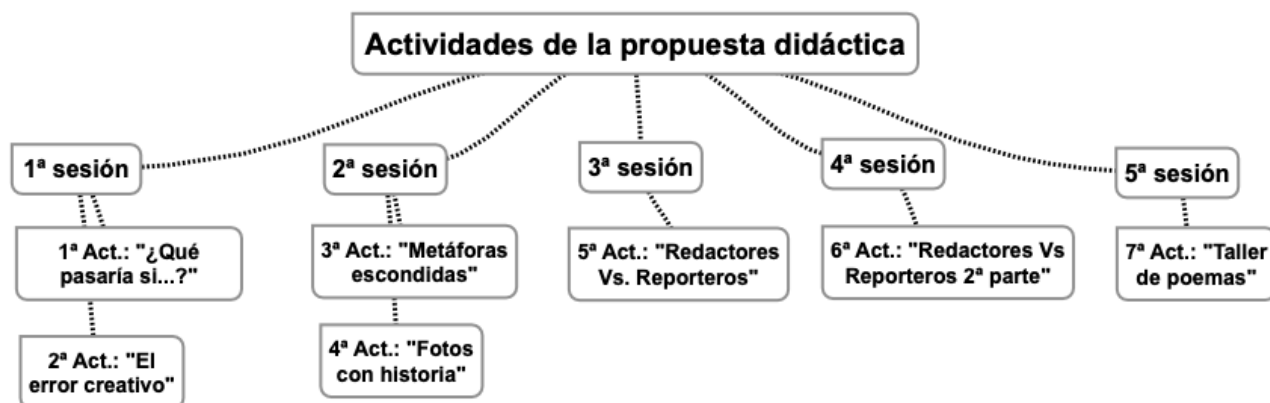 Actividades de la propuesta didáctica
1ª sesión
2ª sesión
3ª sesión
4ª sesión
5ª sesión
1ª Act.: "¿Qué
pasaría si...?"
2ª Act.: "El
error creativo"
3ª Act.: "Metáforas
escondidas"
4ª Act.: "Fotos
con historia"
5ª Act.: "Redactores
Vs. Reporteros"
6ª Act.: "Redactores Vs
Reporteros 2ª parte"
7ª Act.: "Taller
de poemas"